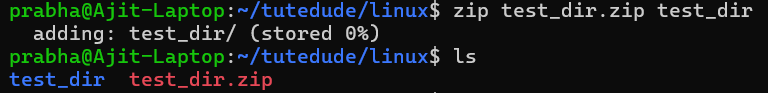 prabha@Ajit-Laptop:~/tutedude/linux$ zip test_dir.zip test_dir
  adding: test_dir/ (stored 0%)
prabha@Ajit-Laptop:~/tutedude/linux$ ls
test_dir  test_dir.zip